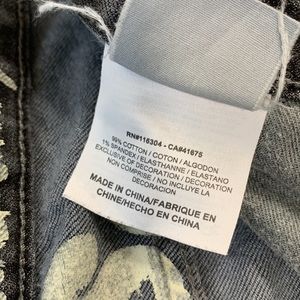 RN#116304 - CA#41675
99% COTTON / COTON / ALGODON
1% SPANDEX / ELASTHANNE / ELASTANO
EXCLUSIVE OF DECORATION / DECORATION
NON COMPRISE / NO INCLUYE LA
DECORACION
MADE IN CHINA/FABRIQUE EN
CHINE/HECHO EN CHINA